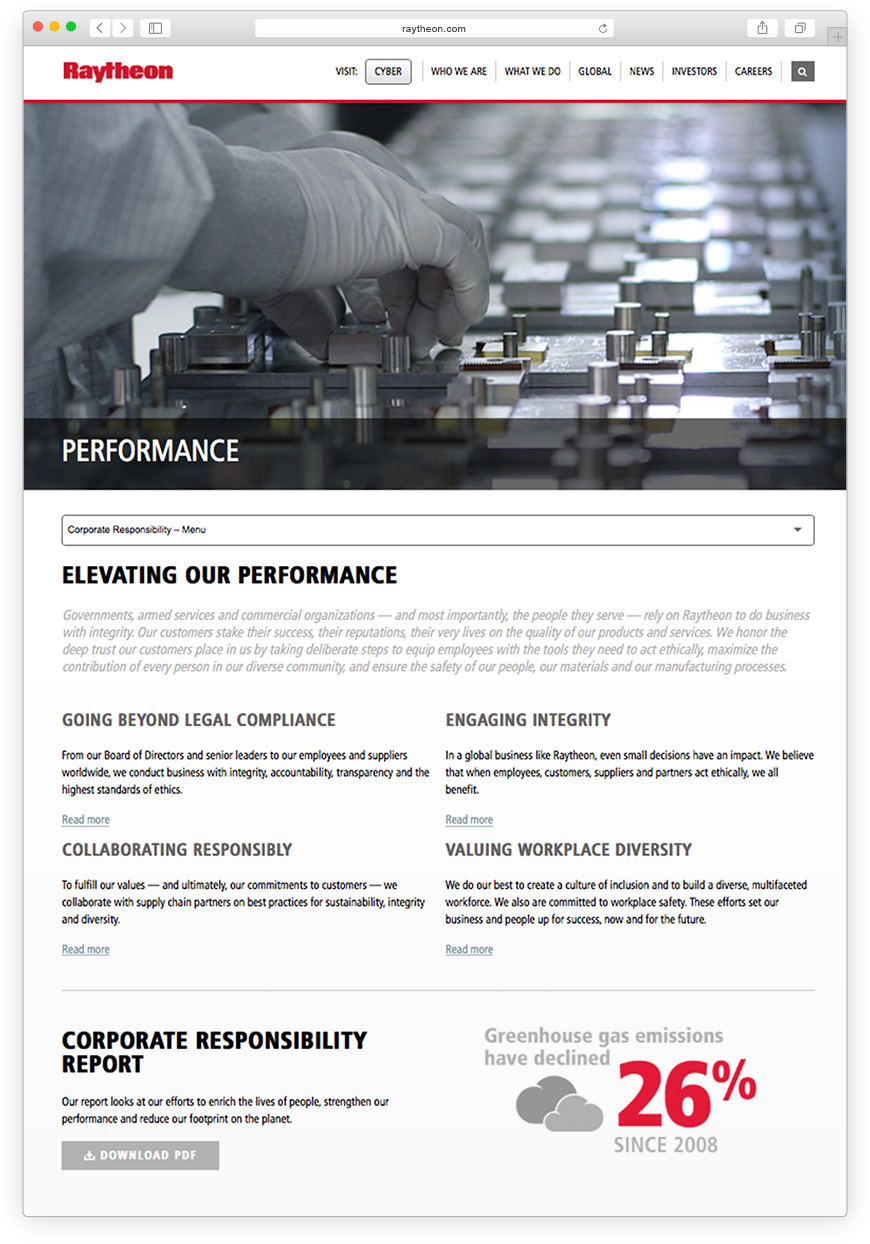 raytheon.com
Raytheon
VISIT: CYBER WHO WE ARE WHAT WE DO GLOBAL NEWS INVESTORS CAREERS
PERFORMANCE
Corporate Responsibility – Menu
ELEVATING OUR PERFORMANCE
Governments, armed services and commercial organizations — and most importantly, the people they serve — rely on Raytheon to do business
with integrity. Our customers stake their success, their reputations, their very lives on the quality of our products and services. We honor the
deep trust our customers place in us by taking deliberate steps to equip employees with the tools they need to act ethically, maximize the
contribution of every person in our diverse community, and ensure the safety of our people, our materials and our manufacturing processes.
GOING BEYOND LEGAL COMPLIANCE
From our Board of Directors and senior leaders to our employees and suppliers
worldwide, we conduct business with integrity, accountability, transparency and the
highest standards of ethics.
Read more
ENGAGING INTEGRITY
In a global business like Raytheon, even small decisions have an impact. We believe
that when employees, customers, suppliers and partners act ethically, we all
benefit.
Read more
COLLABORATING RESPONSIBLY
To fulfill our values — and ultimately, our commitments to customers — we
collaborate with supply chain partners on best practices for sustainability, integrity
and diversity.
Read more
VALUING WORKPLACE DIVERSITY
We do our best to create a culture of inclusion and to build a diverse, multifaceted
workforce. We also are committed to workplace safety. These efforts set our
business and people up for success, now and for the future.
Read more
CORPORATE RESPONSIBILITY
REPORT
Our report looks at our efforts to enrich the lives of people, strengthen our
performance and reduce our footprint on the planet.
DOWNLOAD PDF
Greenhouse gas emissions
have declined
26%
SINCE 2008